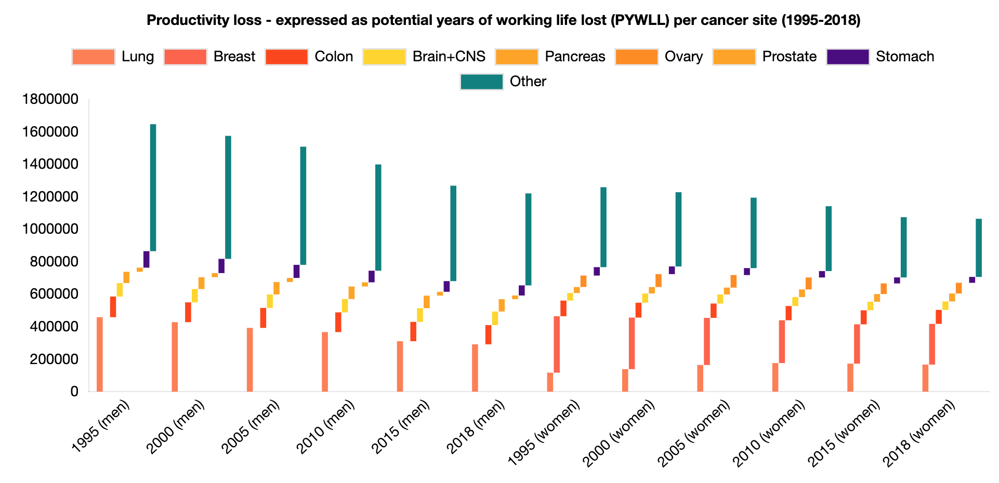 Productivity loss - expressed as potential years of working life lost (PYWLL) per cancer site (1995-2018)
Lung Breast Colon Brain+CNS Pancreas Ovary Prostate Stomach
Other
1800000
1600000
1400000
1200000
1000000
800000
600000
400000
200000
0
1995 (men) 2000 (men) 2005 (men) 2010 (men) 2015 (men) 2018 (men) 1995 (women) 2000 (women) 2005 (women) 2010 (women) 2015 (women) 2018 (women)